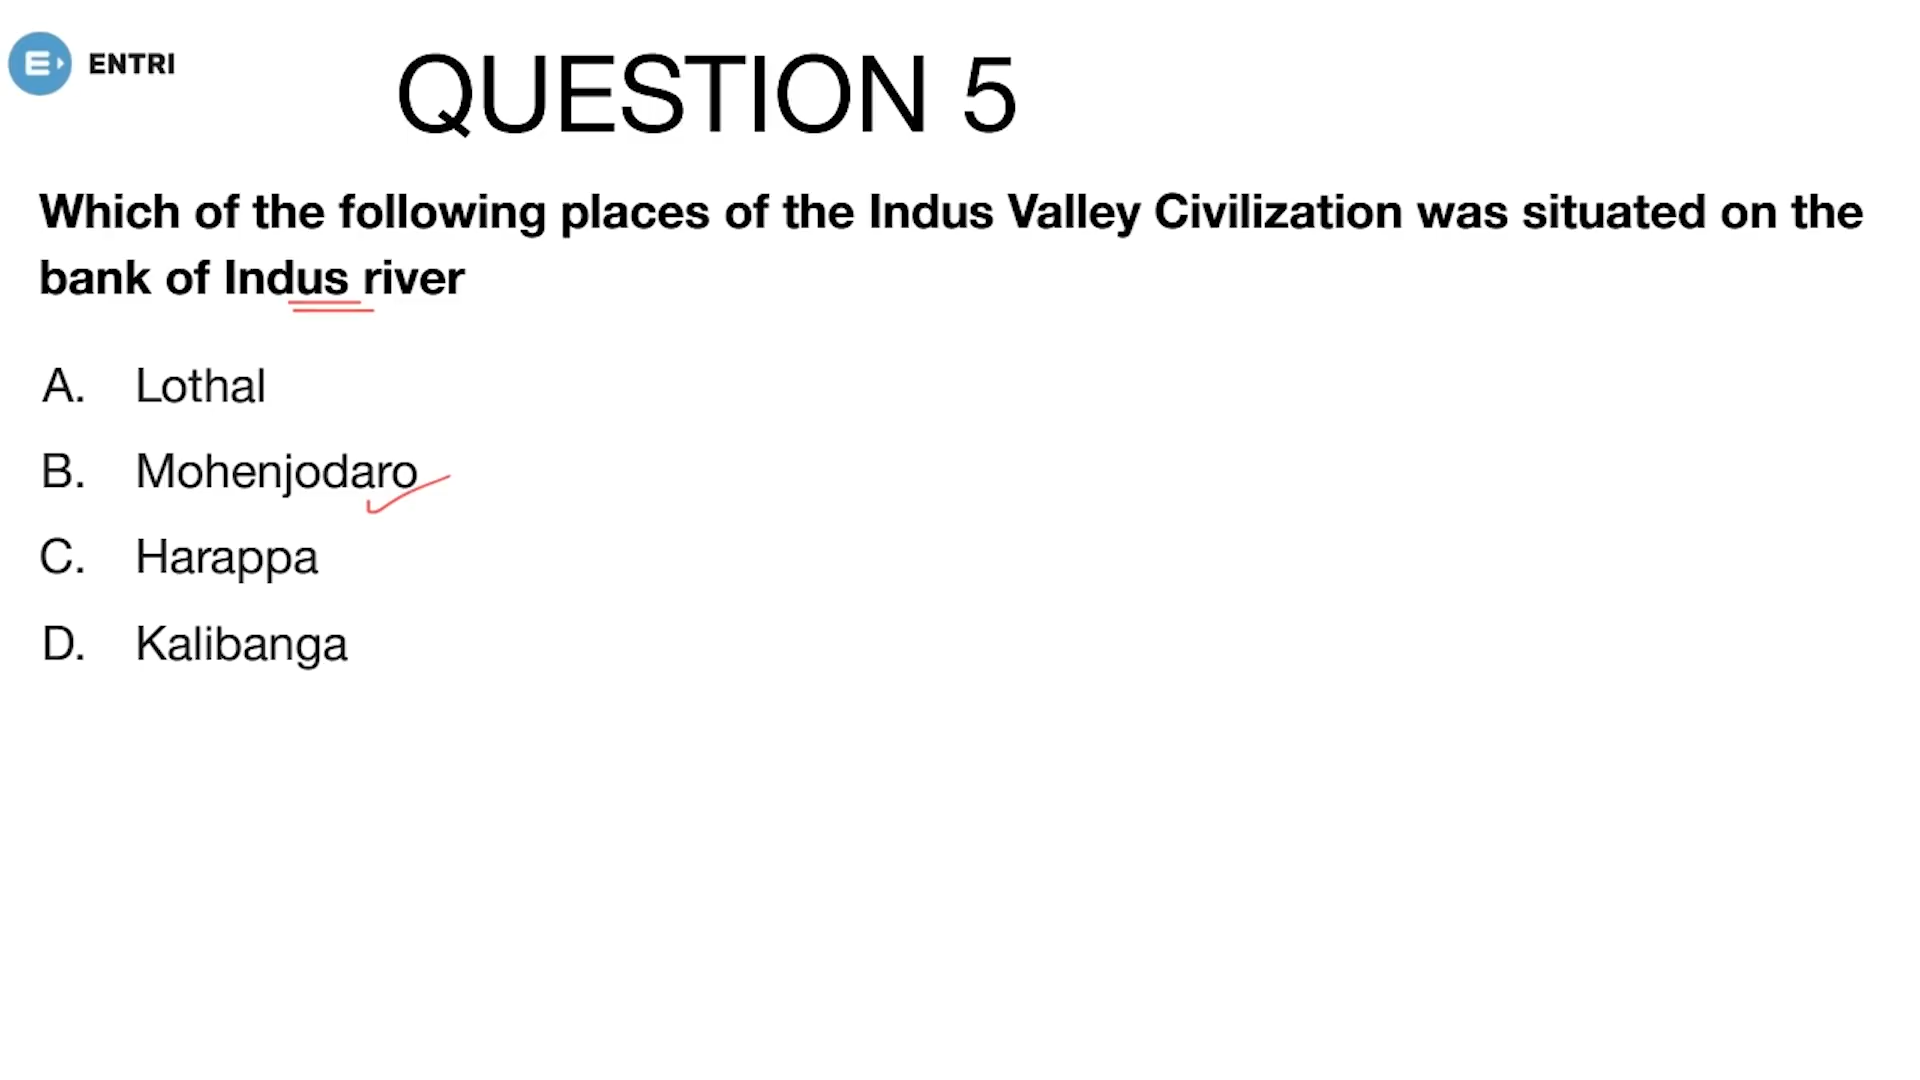 ENTRI
QUESTION 5
Which of the following places of the Indus Valley Civilization was situated on the
bank of Indus river
A. Lothal
B. Mohenjodaro
C. Harappa
D. Kalibanga